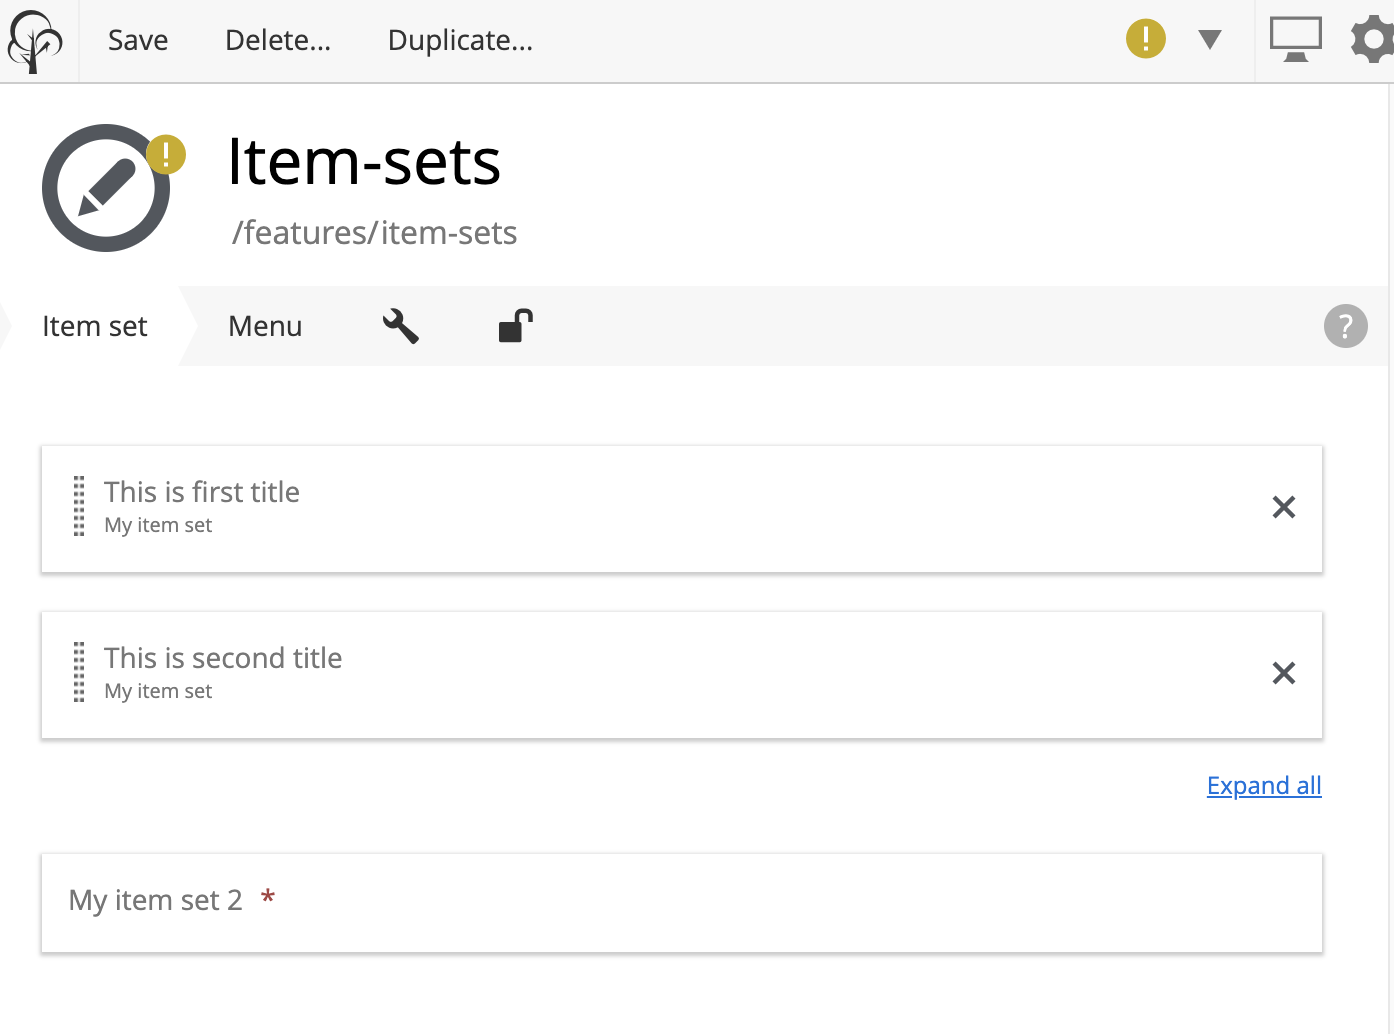 Save Delete... Duplicate... !
!
Item-sets
/features/item-sets
Item set Menu ?
This is first title
My item set
This is second title
My item set
Expand all
My item set 2 *